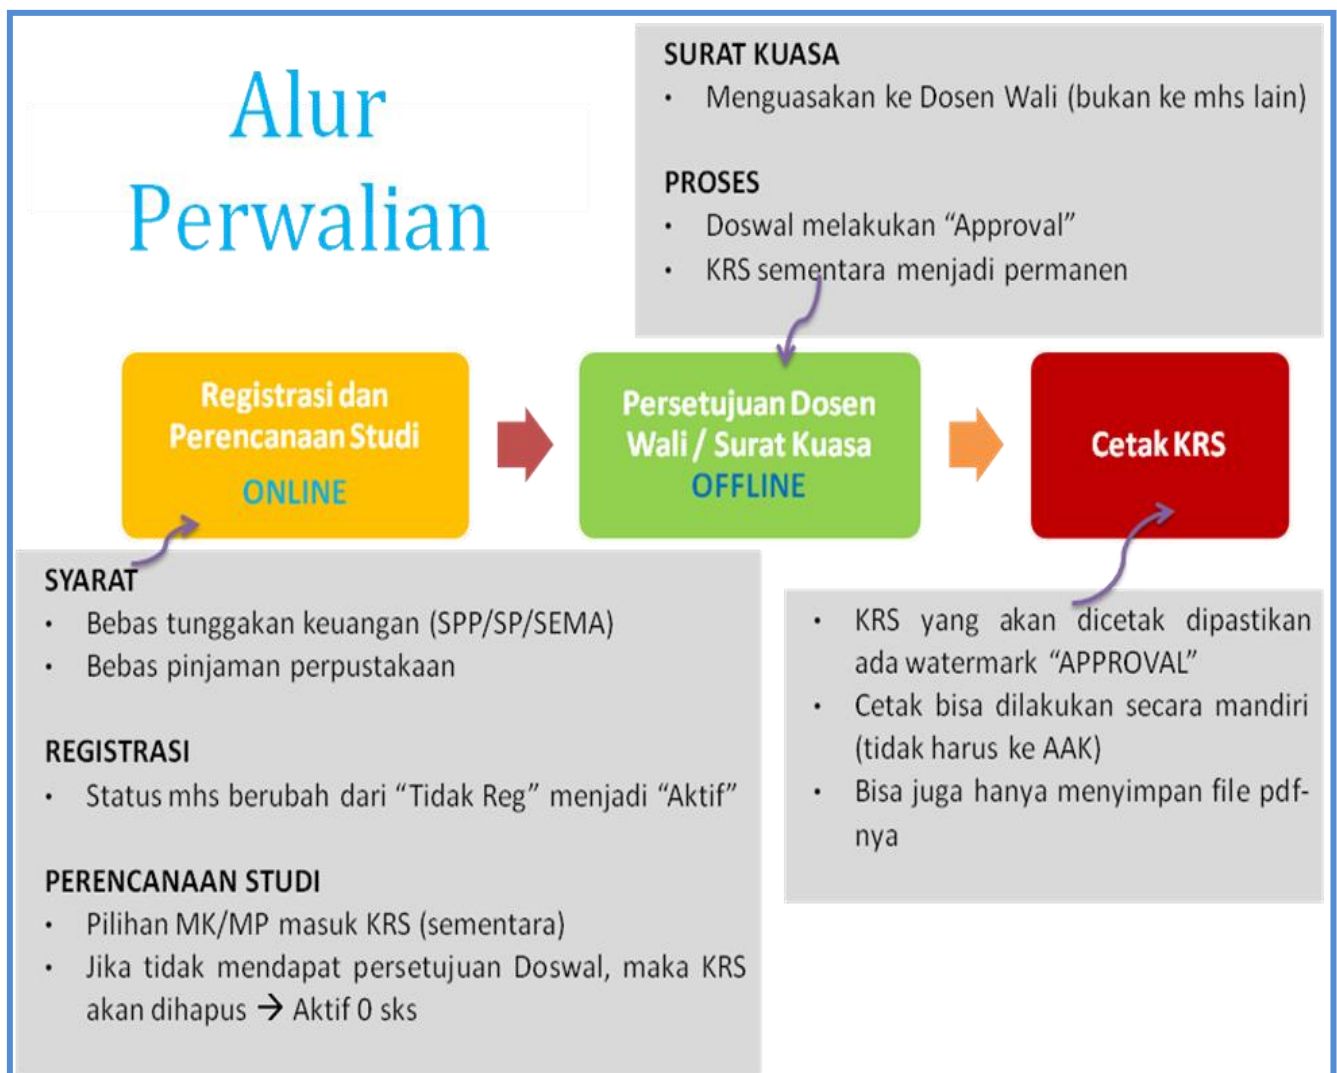 Alur
Perwalian
SURAT KUASA
• Menguasakan ke Dosen Wali (bukan ke mhs lain)
PROSES
• Doswal melakukan “Approval”
• KRS sementara menjadi permanen
Registrasi dan
Perencanaan Studi
ONLINE
Persetujuan Dosen
Wali / Surat Kuasa
OFFLINE
Cetak KRS
SYARAT
• Bebas tunggakan keuangan (SPP/SP/SEMA)
• Bebas pinjaman perpustakaan
REGISTRASI
• Status mhs berubah dari “Tidak Reg” menjadi “Aktif”
PERENCANAAN STUDI
• Pilihan MK/MP masuk KRS (sementara)
• Jika tidak mendapat persetujuan Doswal, maka KRS
akan dihapus → Aktif 0 sks
• KRS yang akan dicetak dipastikan
ada watermark “APPROVAL”
• Cetak bisa dilakukan secara mandiri
(tidak harus ke AAK)
• Bisa juga hanya menyimpan file pdf-
nya